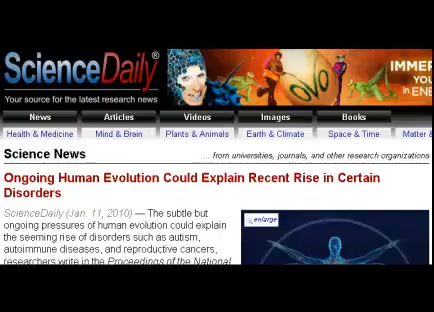 ScienceDaily®
Your source for the latest research news
OVO
IMMER
YOU
in ENE
News Articles Videos Images Books
Health & Medicine Mind & Brain Plants & Animals Earth & Climate Space & Time Matter &
Science News ... from universities, journals, and other research organizations
Ongoing Human Evolution Could Explain Recent Rise in Certain
Disorders
ScienceDaily (Jan. 11, 2010) — The subtle but
ongoing pressures of human evolution could explain
the seeming rise of disorders such as autism,
autoimmune diseases, and reproductive cancers,
researchers write in the Proceedings of the National
enlarge